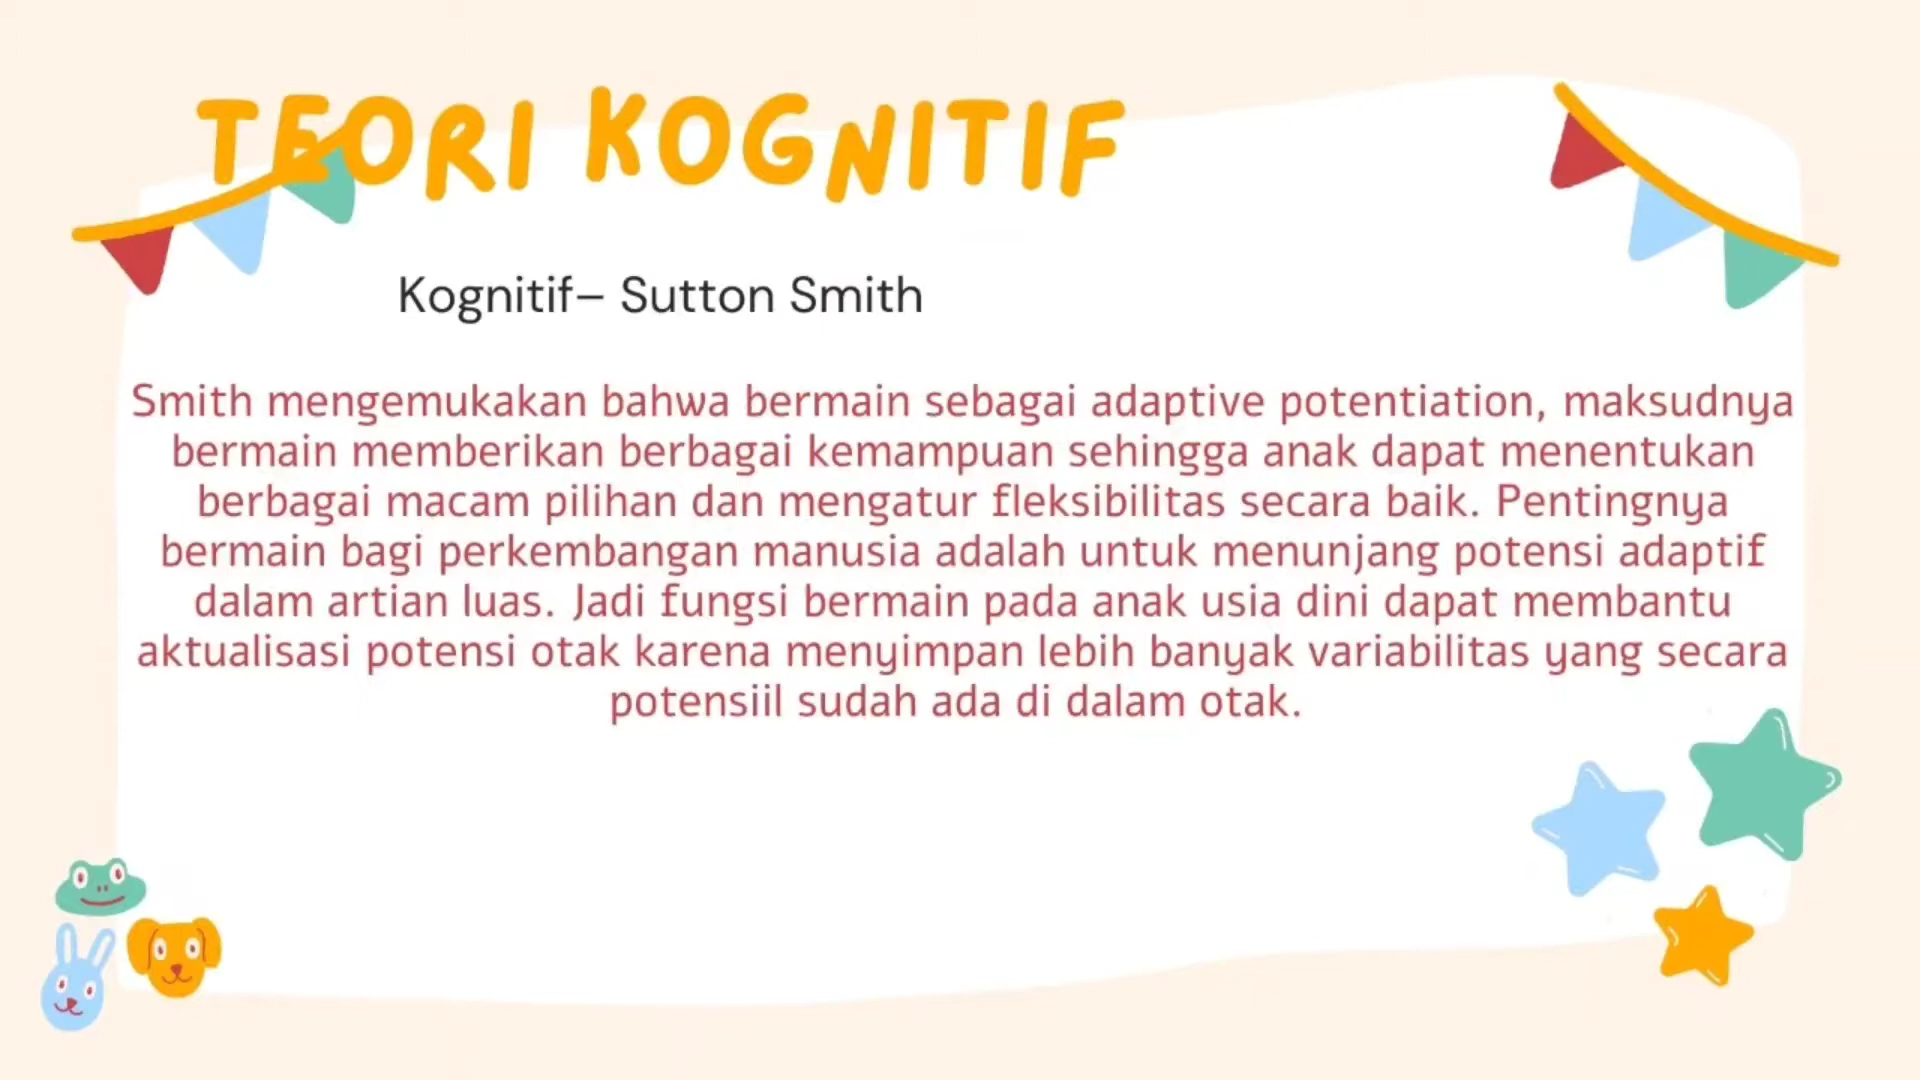 TEORI KOGNITIF
Kognitif– Sutton Smith
Smith mengemukakan bahwa bermain sebagai adaptive potentiation, maksudnya
bermain memberikan berbagai kemampuan sehingga anak dapat menentukan
berbagai macam pilihan dan mengatur fleksibilitas secara baik. Pentingnya
bermain bagi perkembangan manusia adalah untuk menunjang potensi adaptif
dalam artian luas. Jadi fungsi bermain pada anak usia dini dapat membantu
aktualisasi potensi otak karena menyimpan lebih banyak variabilitas yang secara
potensiil sudah ada di dalam otak.